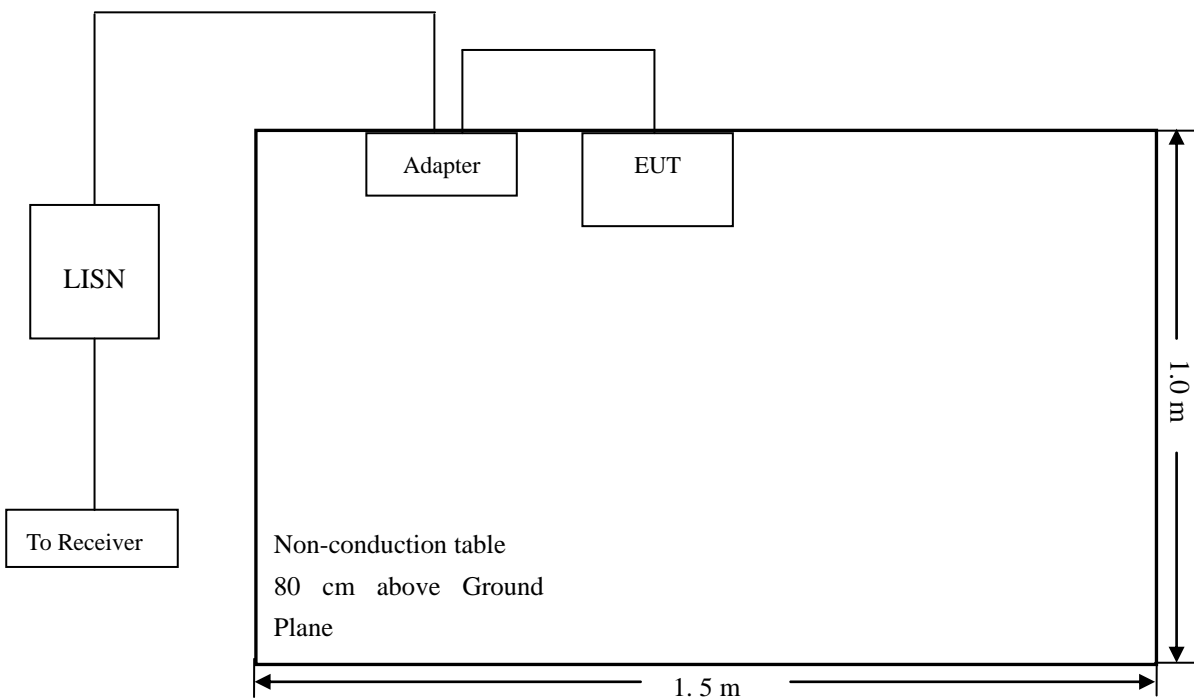 Adapter
EUT
LISN
To Receiver
Non-conduction table
80 cm above Ground
Plane
1.0 m
1. 5 m